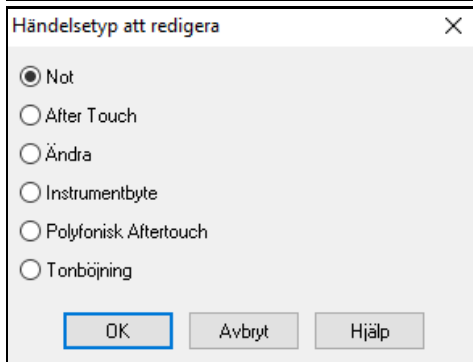 Händelsetyp att redigera
Not
After Touch
Ändra
Instrumentbyte
Polyfonisk Aftertouch
Tonböjning
OK Avbryt Hjälp